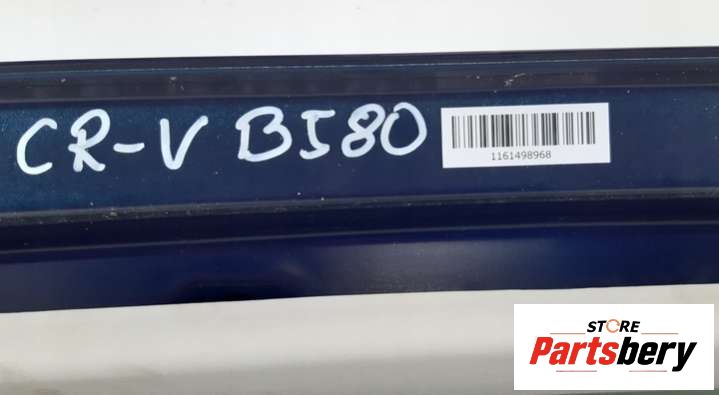 CR-V B580
1161498968
STORE
Partsbery